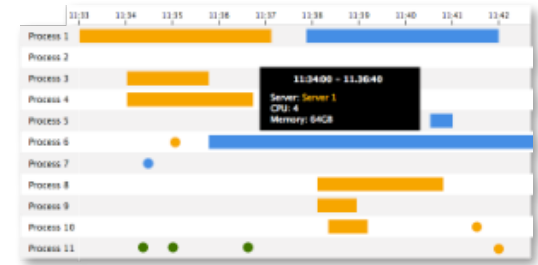 11:33 11:34 11:35 11:36 11:37 11:38 11:39 11:40 11:41 11:42
Process 1
Process 2
Process 3
11:34:00 - 11.36:40
Process 4
Server: Server 1
CPU: 4
Process 5
Memory: 64GB
Process 6
Process 7
Process 8
Process 9
Process 10
Process 11